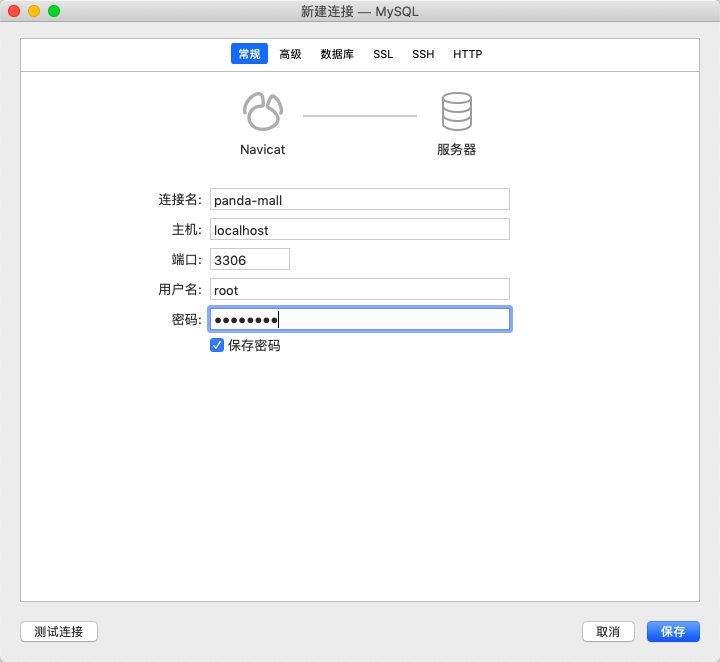 新建连接 — MySQL
常规 高级 数据库 SSL SSH HTTP
Navicat 服务器
连接名: panda-mall
主机: localhost
端口: 3306
用户名: root
密码: ●●●●●●●●
保存密码
测试连接 取消 保存